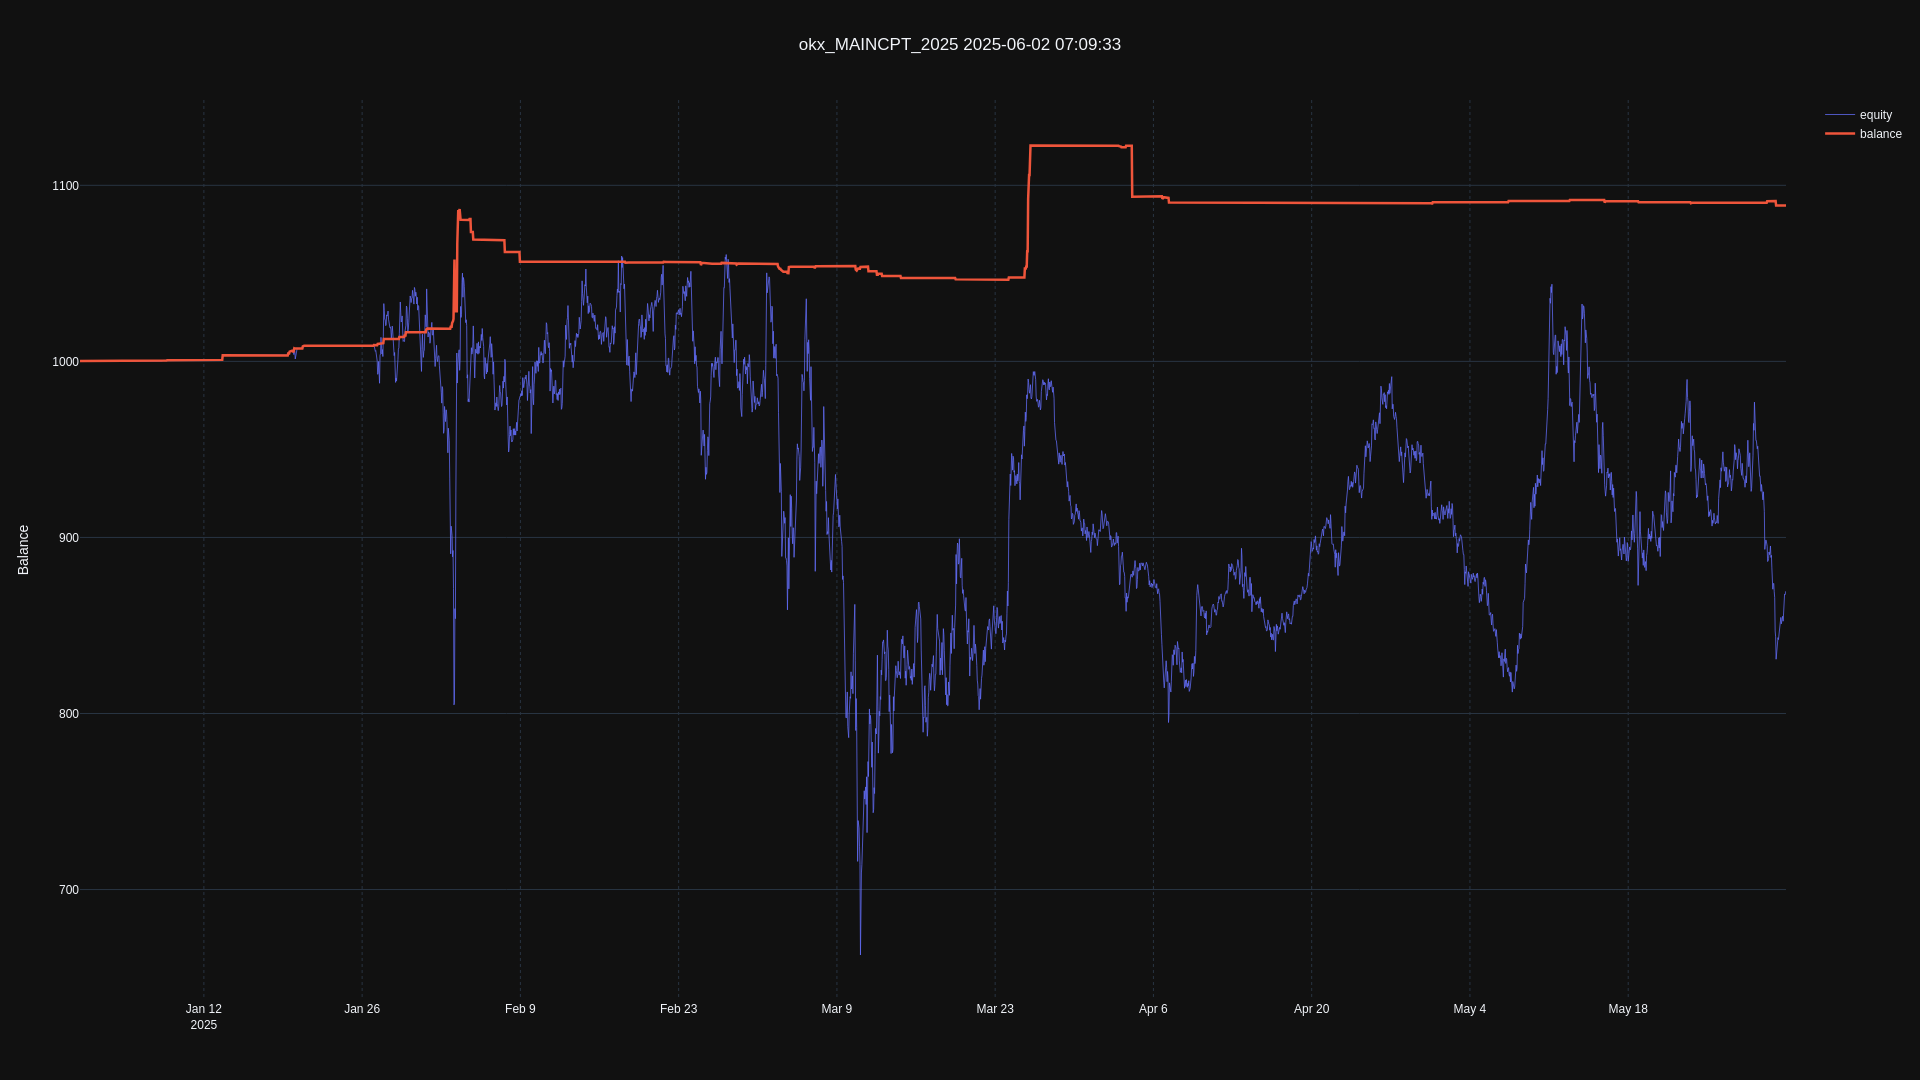 okx_MAINCPT_2025 2025-06-02 07:09:33
equity
balance
Balance
1100
1000
900
800
700
Jan 12
2025
Jan 26
Feb 9
Feb 23
Mar 9
Mar 23
Apr 6
Apr 20
May 4
May 18